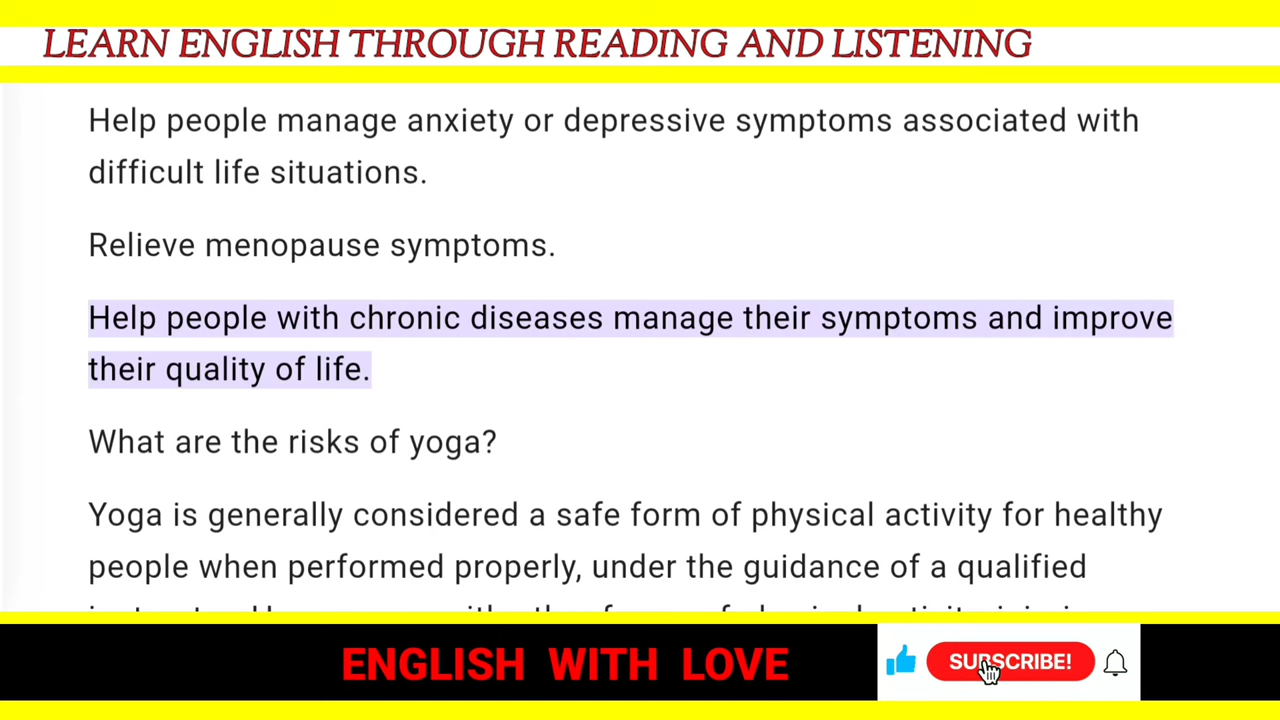 LEARN ENGLISH THROUGH READING AND LISTENING
Help people manage anxiety or depressive symptoms associated with
difficult life situations.
Relieve menopause symptoms.
Help people with chronic diseases manage their symptoms and improve
their quality of life.
What are the risks of yoga?
Yoga is generally considered a safe form of physical activity for healthy
people when performed properly, under the guidance of a qualified
ENGLISH WITH LOVE
SUBSCRIBE!